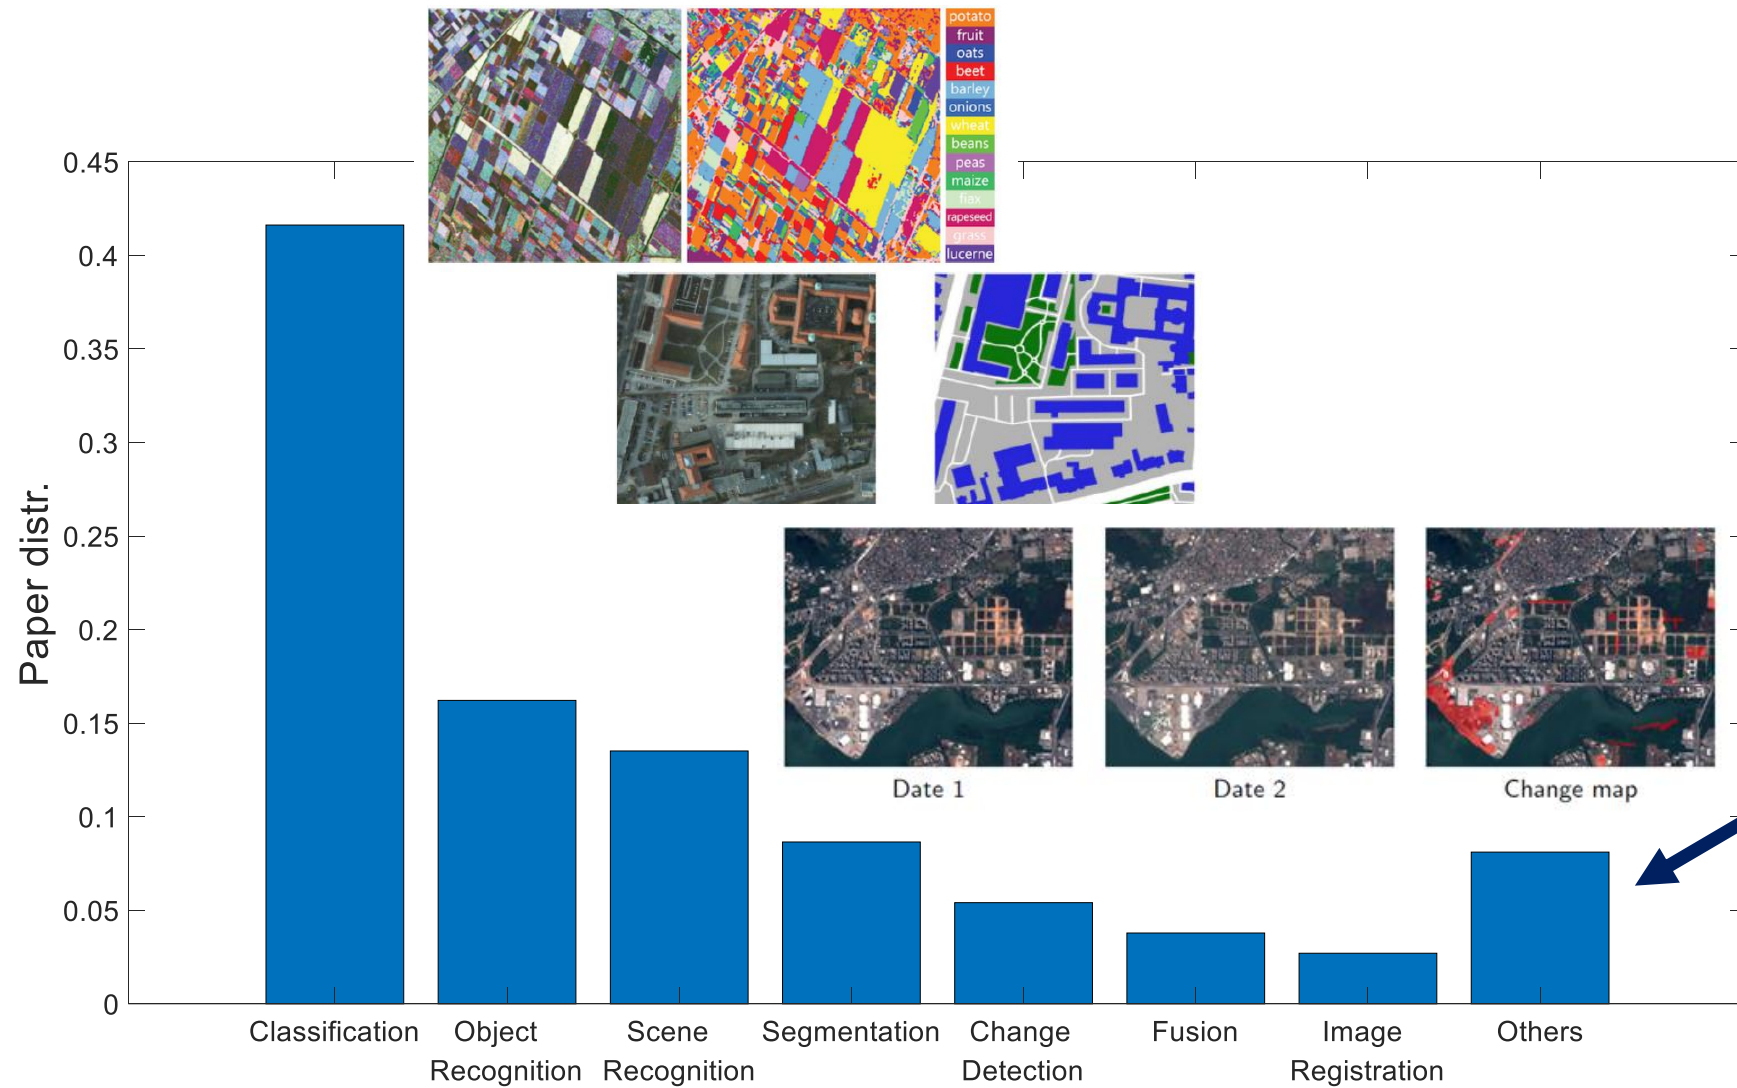 potato
fruit
oats
beet
barley
onions
wheat
beans
peas
maize
flax
rapeseed
grass
lucerne
0.45
0.4
0.35
0.3
0.25
0.2
0.15
0.1
0.05
0
Paper distr.
Date 1
Date 2
Change map
Classification
Object
Recognition
Scene
Recognition
Segmentation
Change
Detection
Fusion
Image
Registration
Others